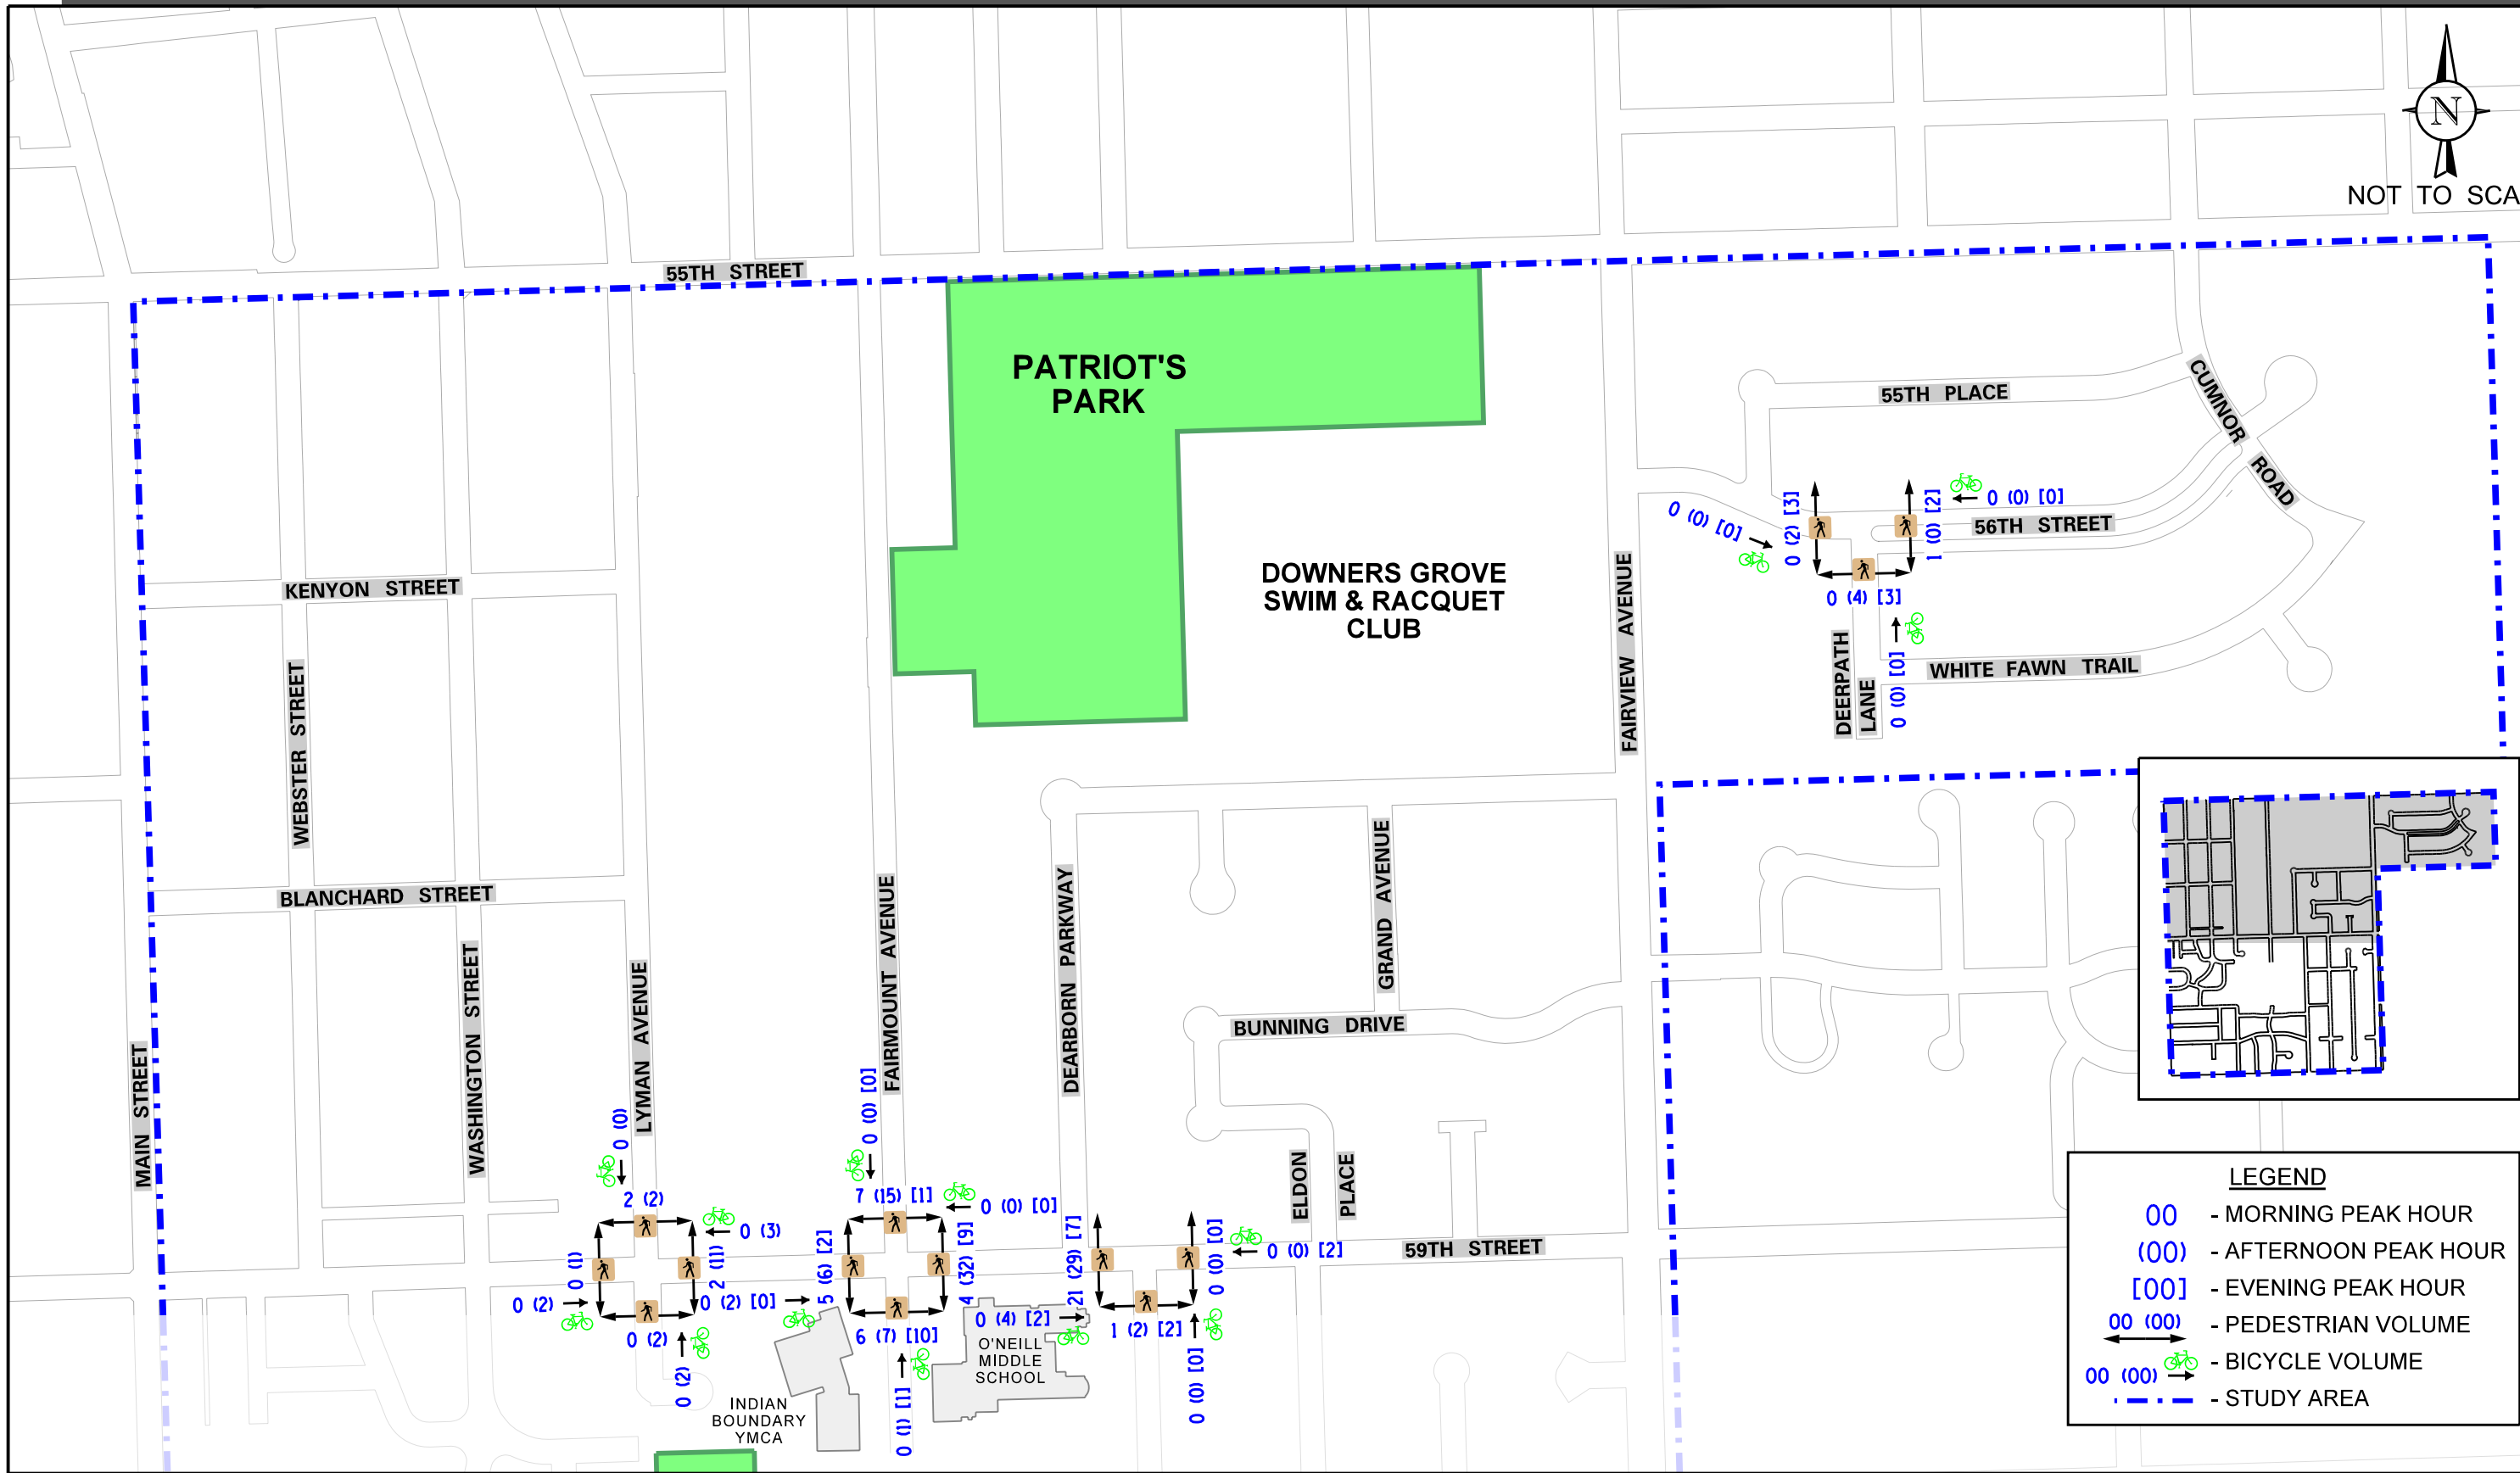 NOT TO SCA
55TH STREET
PATRIOT'S
PARK
55TH PLACE
CUMNOR
ROAD
0 (0) [0]
0 (2) [3]
1 (0) [2]
0 (0) [0]
56TH STREET
0 (4) [3]
0 (0) [0]
DEERPATH
LANE
WHITE FAWN TRAIL
FAIRVIEW AVENUE
DOWNERS GROVE
SWIM & RACQUET
CLUB
KENYON STREET
WEBSTER STREET
BLANCHARD STREET
WASHINGTON STREET
LYMAN AVENUE
MAIN STREET
FAIRMOUNT AVENUE
DEARBORN PARKWAY
GRAND AVENUE
BUNNING DRIVE
ELDON
PLACE
59TH STREET
0 (0)
2 (2)
0 (3)
0 (1)
2 (11)
0 (2)
0 (2)
0 (2)
0 (0) [0]
7 (15) [1]
0 (0) [0]
5 (6) [2]
4 (32) [9]
0 (2) [0]
6 (7) [10]
0 (1) [1]
21 (29) [7]
0 (0) [0]
0 (0) [2]
0 (4) [2]
1 (2) [2]
0 (0) [0]
O'NEILL
MIDDLE
SCHOOL
INDIAN
BOUNDARY
YMCA
N
LEGEND
00 - MORNING PEAK HOUR
(00) - AFTERNOON PEAK HOUR
[00] - EVENING PEAK HOUR
00 (00) - PEDESTRIAN VOLUME
00 (00) - BICYCLE VOLUME
- STUDY AREA